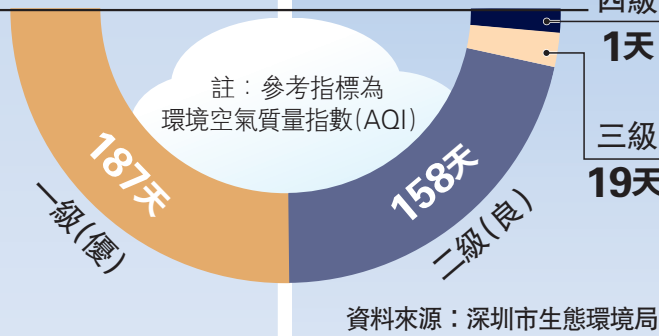 四級
1天
註：參考指標為
環境空氣質量指數(AQI)
三級
19天
187天
158天
一級(優)
二級(良)
資料來源：深圳市生態環境局